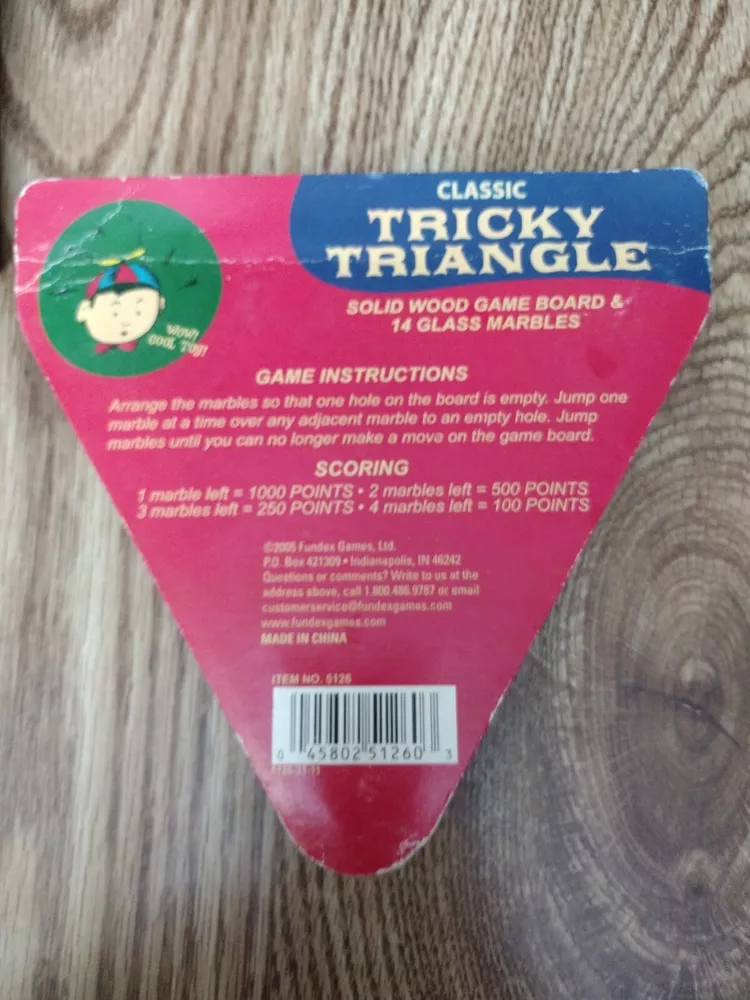 CLASSIC
TRICKY
TRIANGLE
SOLID WOOD GAME BOARD &
14 GLASS MARBLES
WOW!
COOL TOY!
GAME INSTRUCTIONS
Arrange the marbles so that one hole on the board is empty. Jump one
marble at a time over any adjacent marble to an empty hole. Jump
marbles until you can no longer make a move on the game board.
SCORING
1 marble left = 1000 POINTS • 2 marbles left = 500 POINTS
3 marbles left = 250 POINTS • 4 marbles left = 100 POINTS
©2005 Fundex Games, Ltd.
P.O. Box 421309 • Indianapolis, IN 46242
Questions or comments? Write to us at the
address above, call 1.800.486.9787 or email
customerservice@fundexgames.com
www.fundexgames.com
MADE IN CHINA
ITEM NO. 5126
0 45802 51260 3